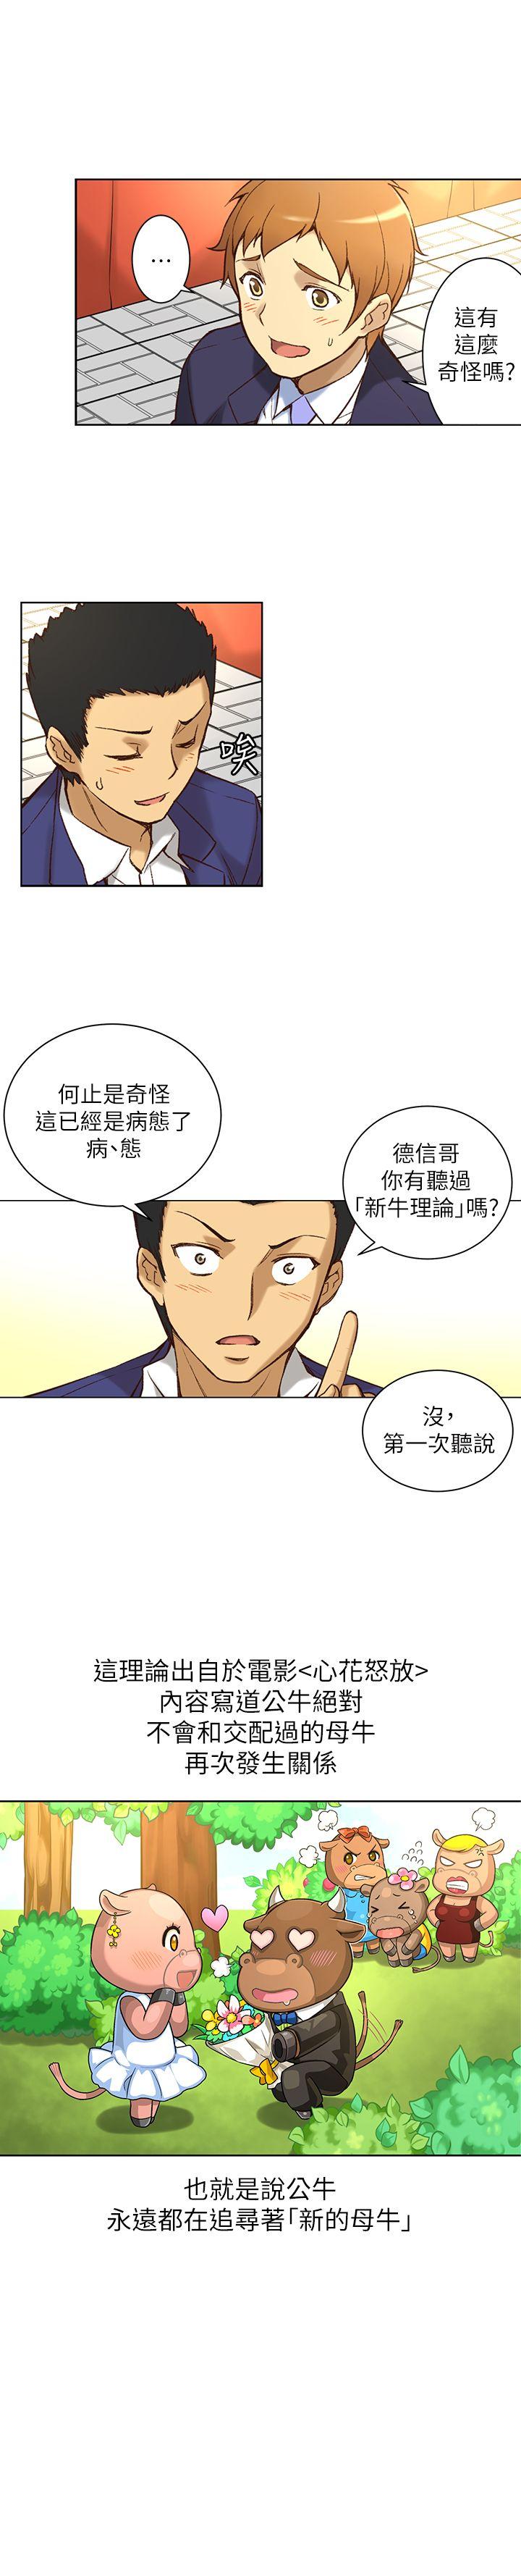 …
這有
這麼
奇怪嗎?
唉
何止是奇怪
這已經是病態了
病、態
德信哥
你有聽過
「新牛理論」嗎?
沒,
第一次聽說
這理論出自於電影<心花怒放>
內容寫道公牛絕對
不會和交配過的母牛
再次發生關係
也就是說公牛
永遠都在追尋著「新的母牛」